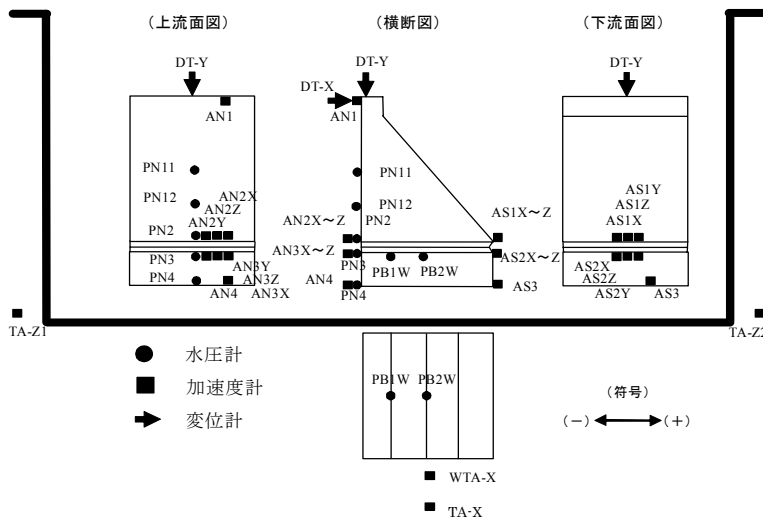 （上流面図）
（横断図）
（下流面図）
DT-Y
DT-X
DT-Y
DT-Y
AN1
AN1
PN11
PN12
AN2X
AN2Z
PN2
AN2Y
PN3
PN4
AN3Y
AN3Z
AN4
AN3X
PN11
PN12
AN2X～Z
PN2
AS1X～Z
AN3X～Z
PN3
PB1W
PB2W
AS2X～Z
AN4
PN4
AS3
AS1Y
AS1Z
AS1X
AS2X
AS2Z
AS2Y
AS3
TA-Z1
TA-Z2
水圧計
加速度計
変位計
PB1W
PB2W
WTA-X
TA-X
（符号）
（－）
（＋）